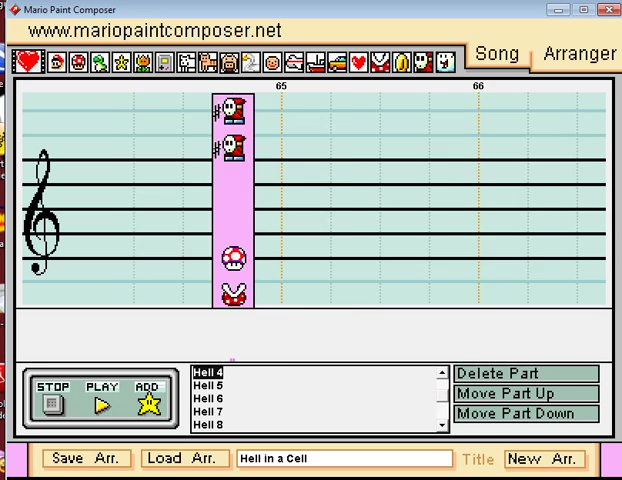 Mario Paint Composer
www.mariopaintcomposer.net
Song
Arranger
65
66
#
#
STOP
PLAY
ADD
Hell 4
Hell 5
Hell 6
Hell 7
Hell 8
Delete Part
Move Part Up
Move Part Down
Save Arr.
Load Arr.
Hell in a Cell
Title
New Arr.